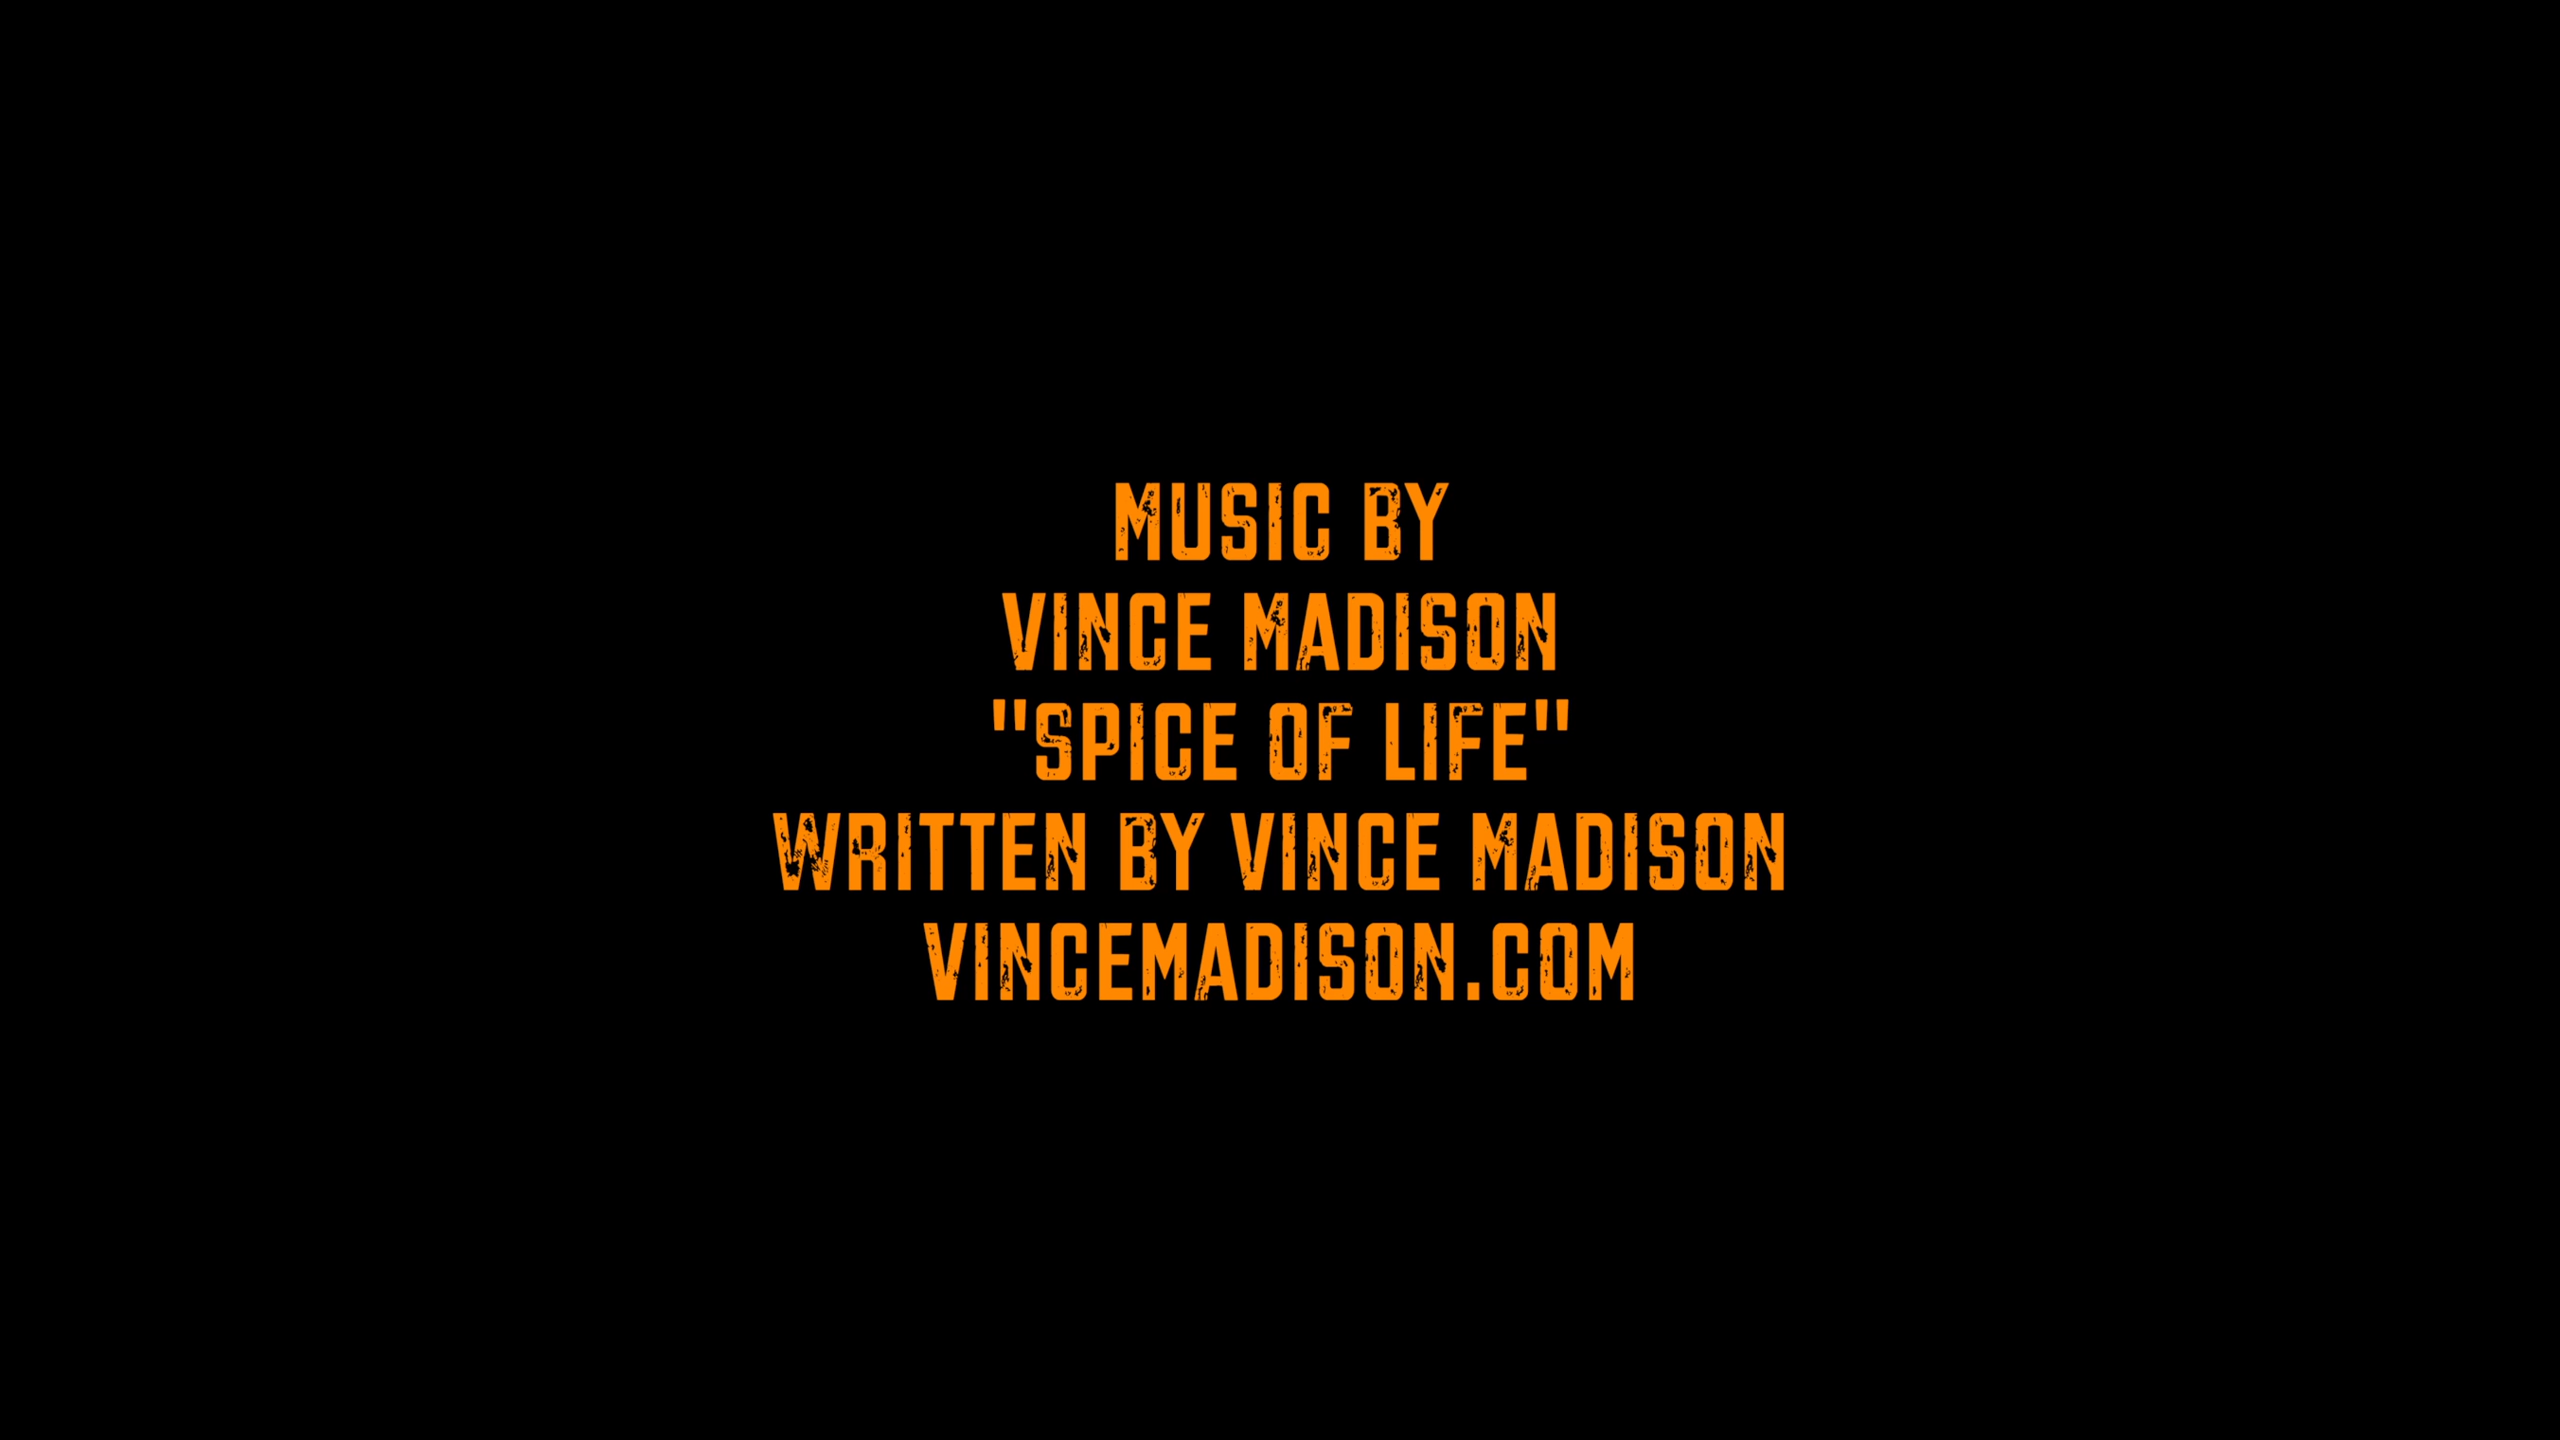 MUSIC BY
VINCE MADISON
"SPICE OF LIFE"
WRITTEN BY VINCE MADISON
VINCEMADISON.COM